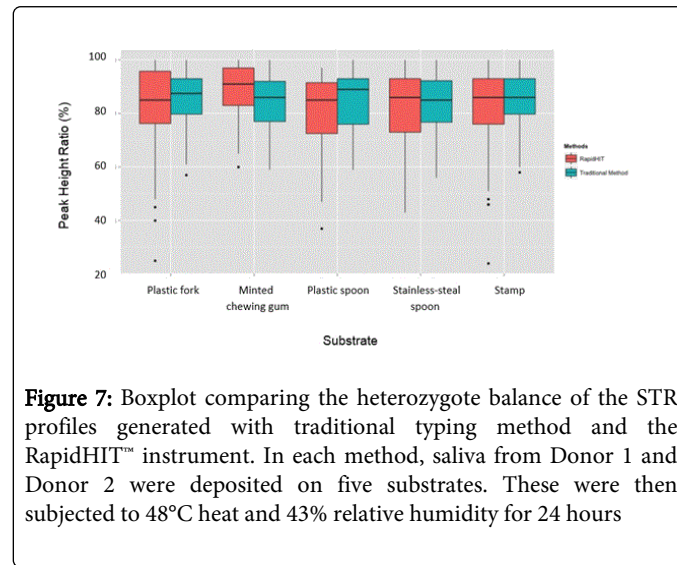 100
80
60
40
20
Peak Height Ratio (%)
Methods
RapidHIT
Traditional Method
Plastic fork
Minted
chewing gum
Plastic spoon
Stainless-steal
spoon
Stamp
Substrate
Figure 7: Boxplot comparing the heterozygote balance of the STR
profiles generated with traditional typing method and the
RapidHIT™ instrument. In each method, saliva from Donor 1 and
Donor 2 were deposited on five substrates. These were then
subjected to 48°C heat and 43% relative humidity for 24 hours